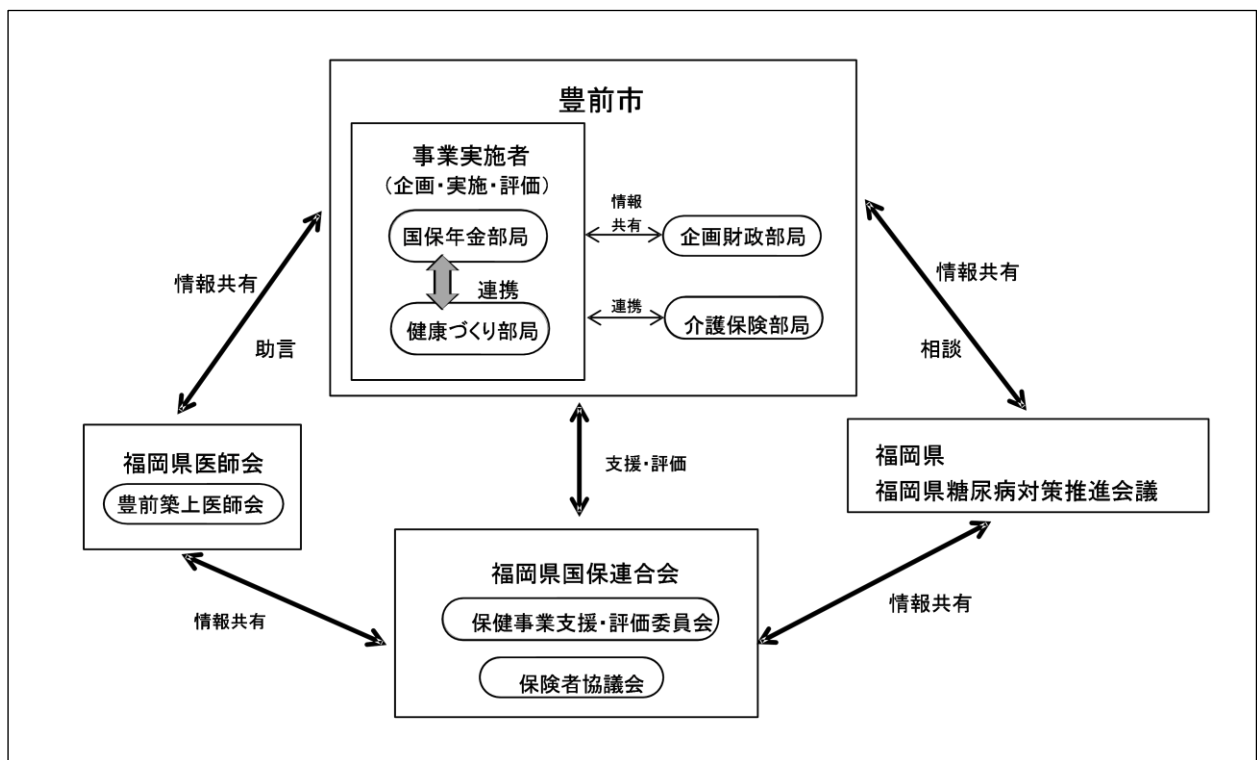 豊前市
事業実施者
(企画・実施・評価)
国保年金部局
連携
健康づくり部局
情報
共有
企画財政部局
連携
介護保険部局
情報共有
助言
情報共有
相談
福岡県医師会
豊前築上医師会
支援・評価
福岡県
福岡県糖尿病対策推進会議
福岡県国保連合会
保健事業支援・評価委員会
保険者協議会
情報共有
情報共有